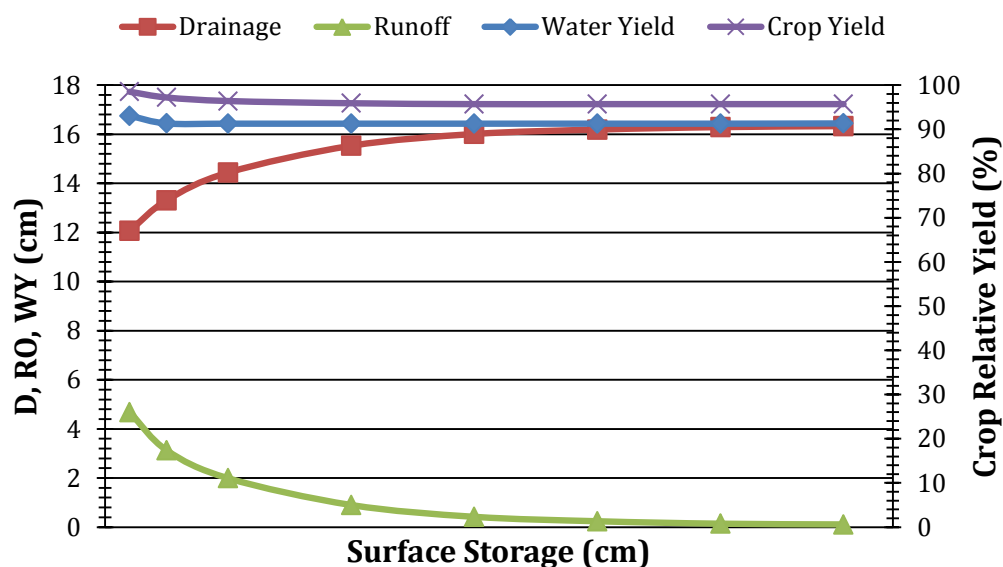 Drainage Runoff Water Yield Crop Yield
18 100
16 90
14 80
12 70
10 60
8 50
6 40
4 30
2 20
0 10
0
D, RO, WY (cm)
Crop Relative Yield (%)
Surface Storage (cm)